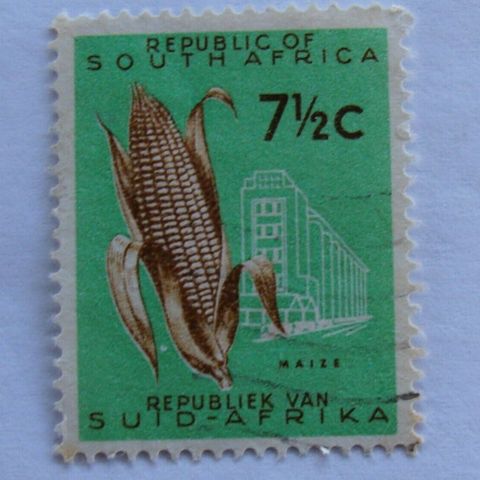 REPUBLIC OF
SOUTH AFRICA
7½C
MAIZE
REPUBLIEK VAN
SUID-AFRIKA